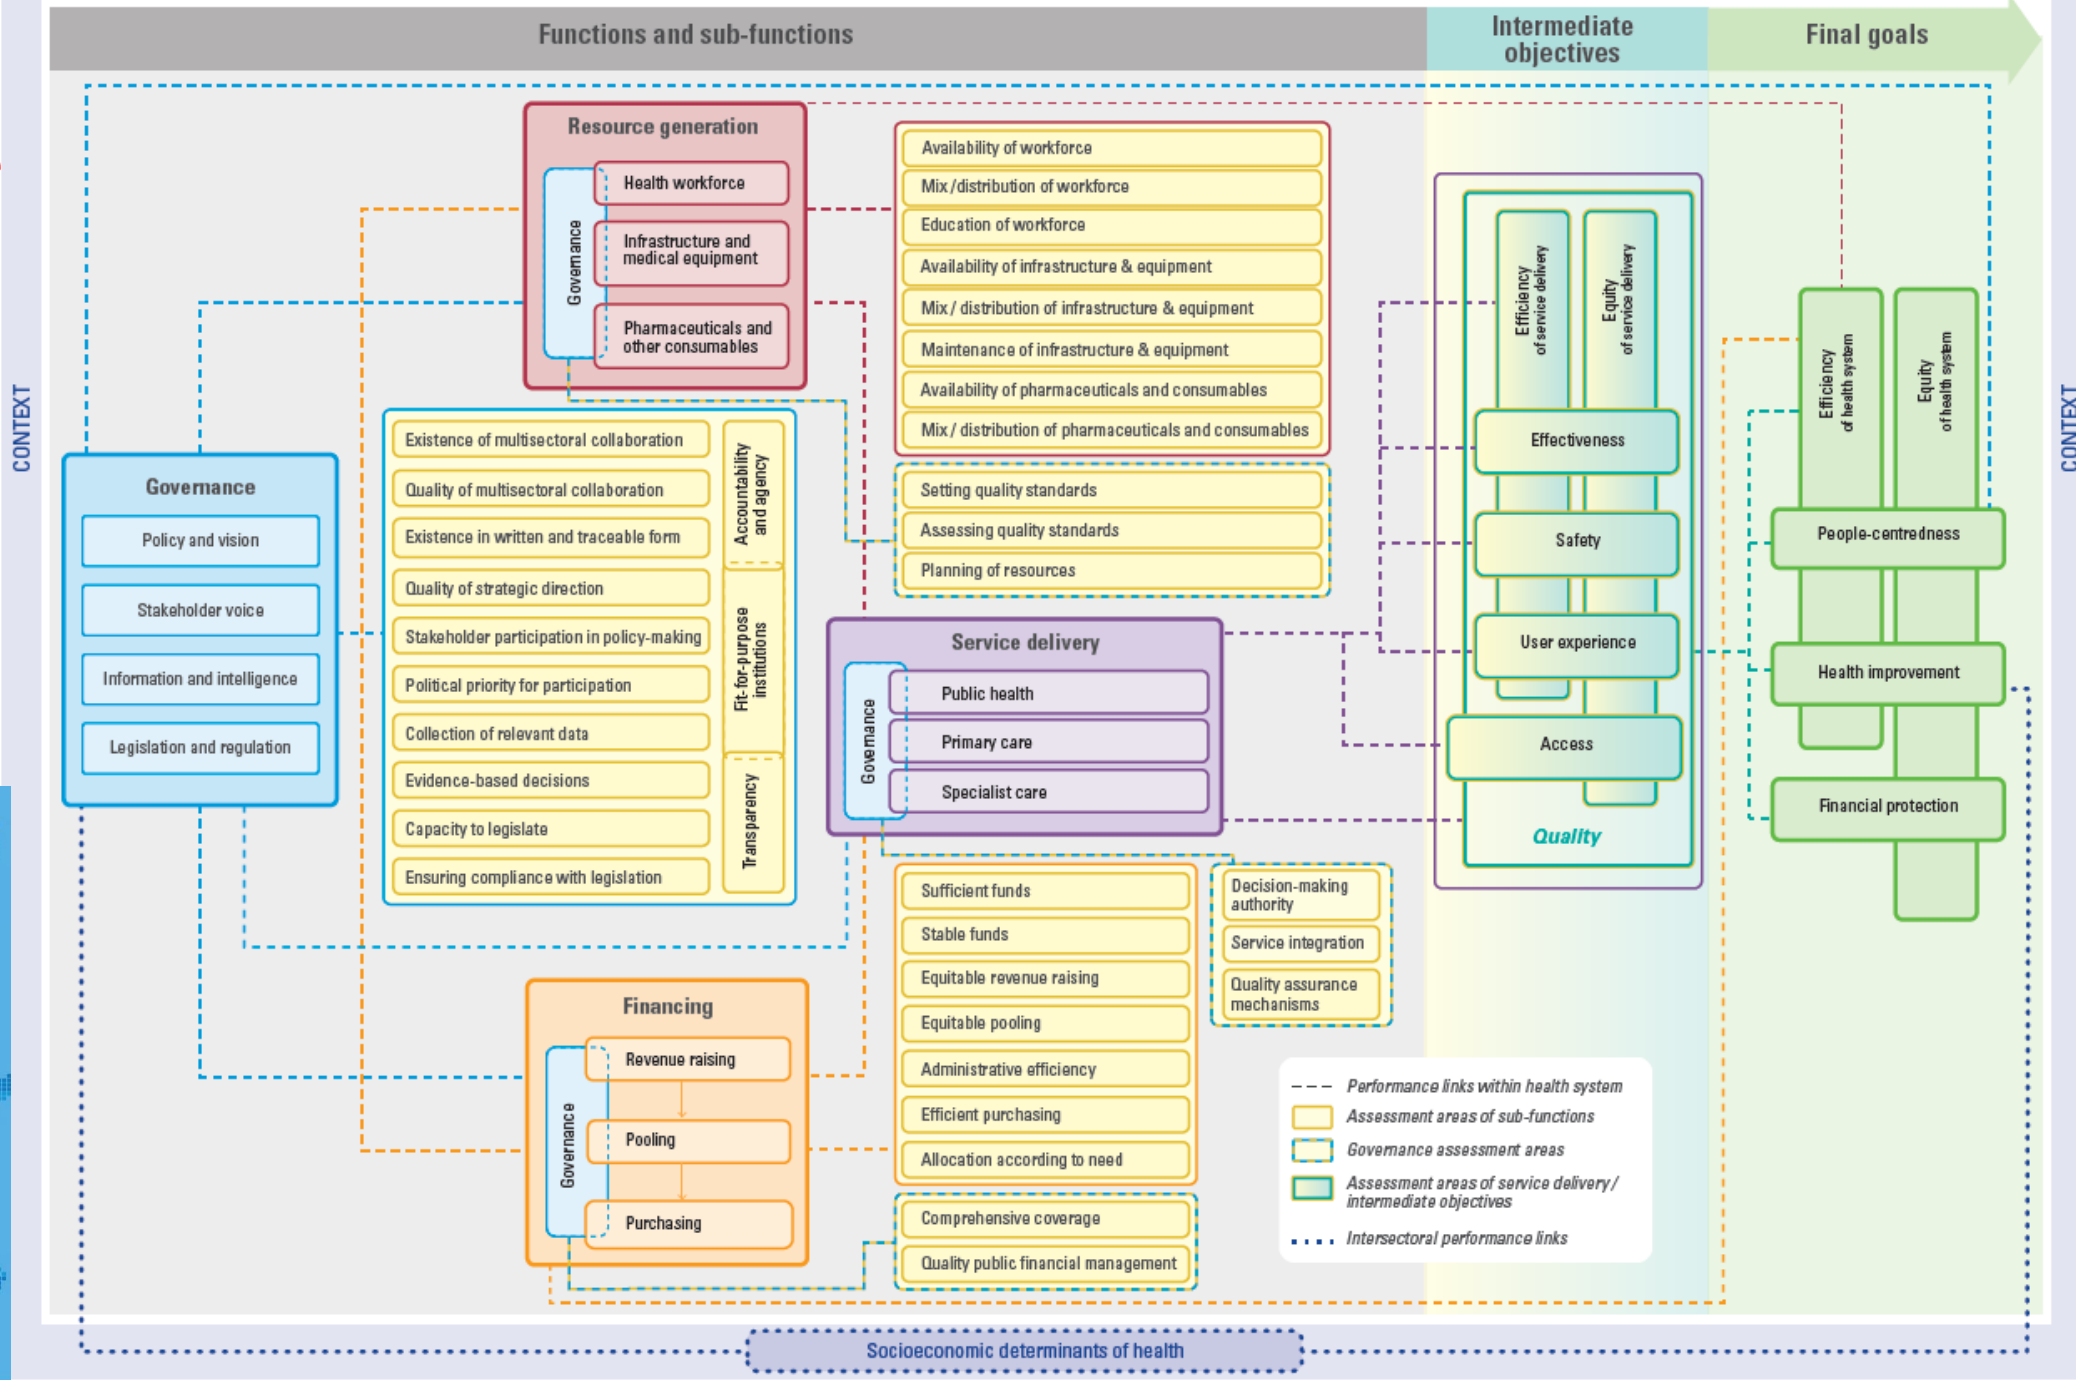 Functions and sub-functions
Intermediate
objectives
Final goals
CONTEXT
Governance
Policy and vision
Stakeholder voice
Information and intelligence
Legislation and regulation
Resource generation
Governance
Health workforce
Infrastructure and
medical equipment
Pharmaceuticals and
other consumables
Availability of workforce
Mix/distribution of workforce
Education of workforce
Availability of infrastructure & equipment
Mix / distribution of infrastructure & equipment
Maintenance of infrastructure & equipment
Availability of pharmaceuticals and consumables
Mix / distribution of pharmaceuticals and consumables
Setting quality standards
Assessing quality standards
Planning of resources
Existence of multisectoral collaboration
Quality of multisectoral collaboration
Existence in written and traceable form
Quality of strategic direction
Stakeholder participation in policy-making
Political priority for participation
Collection of relevant data
Evidence-based decisions
Capacity to legislate
Ensuring compliance with legislation
Accountability
and agency
Fit-for-purpose
institutions
Transparency
Service delivery
Governance
Public health
Primary care
Specialist care
Decision-making
authority
Service integration
Quality assurance
mechanisms
Financing
Governance
Revenue raising
Pooling
Purchasing
Sufficient funds
Stable funds
Equitable revenue raising
Equitable pooling
Administrative efficiency
Efficient purchasing
Allocation according to need
Comprehensive coverage
Quality public financial management
Efficiency
of service delivery
Equity
of service delivery
Effectiveness
Safety
User experience
Access
Quality
Efficiency
of health system
Equity
of health system
People-centredness
Health improvement
Financial protection
Performance links within health system
Assessment areas of sub-functions
Governance assessment areas
Assessment areas of service delivery/
intermediate objectives
Intersectoral performance links
Socioeconomic determinants of health
CONTEXT